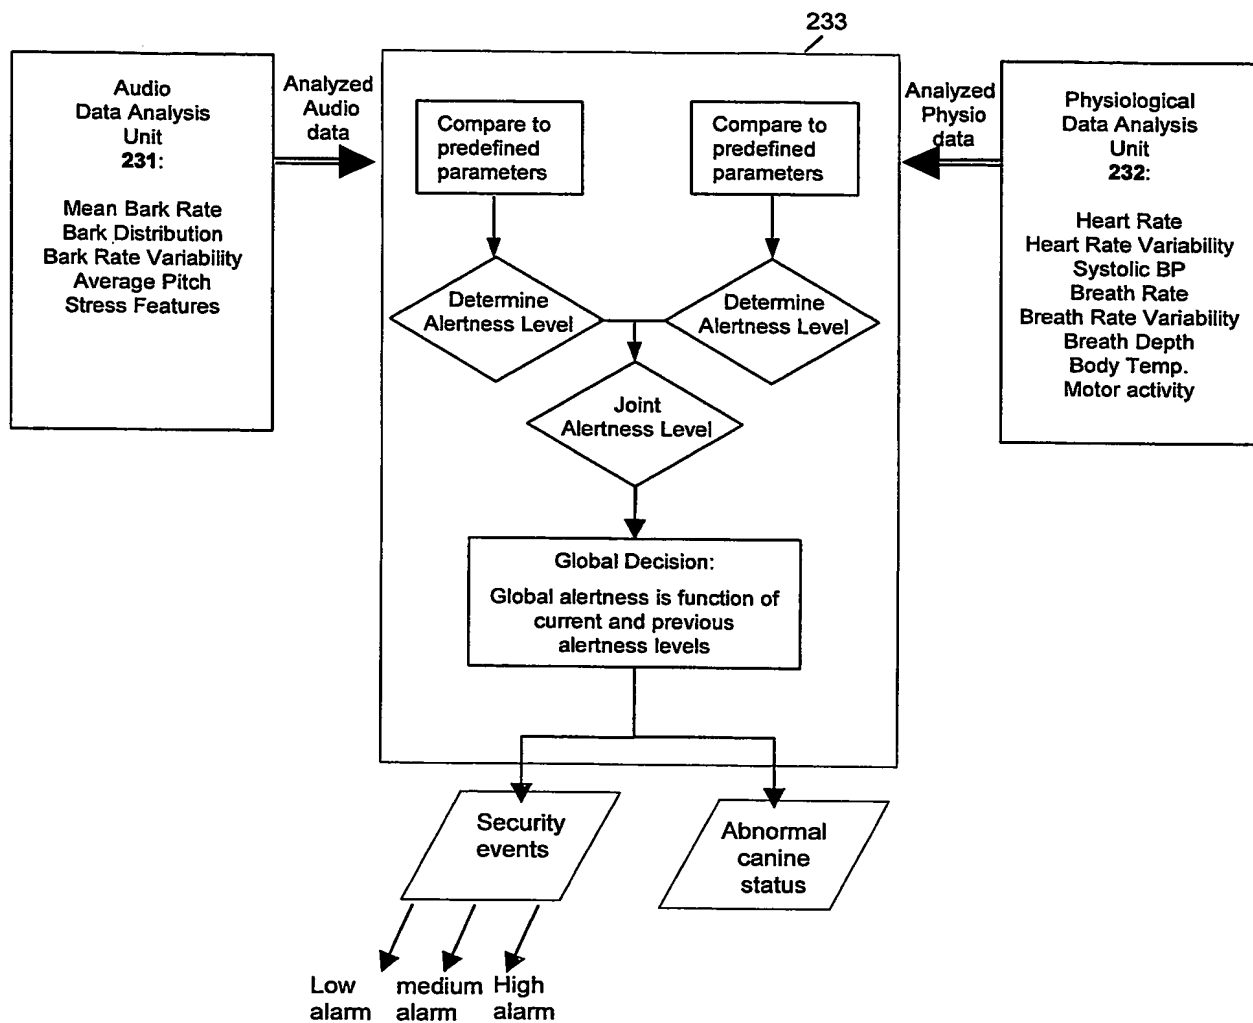 233
Audio
Data Analysis
Unit
231:
Mean Bark Rate
Bark Distribution
Bark Rate Variability
Average Pitch
Stress Features
Analyzed
Audio
data
Compare to
predefined
parameters
Compare to
predefined
parameters
Analyzed
Physio
data
Physiological
Data Analysis
Unit
232:
Heart Rate
Heart Rate Variability
Systolic BP
Breath Rate
Breath Rate Variability
Breath Depth
Body Temp.
Motor activity
Determine
Alertness Level
Determine
Alertness Level
Joint
Alertness Level
Global Decision:
Global alertness is function of
current and previous
alertness levels
Security
events
Abnormal
canine
status
Low
alarm
medium
alarm
High
alarm